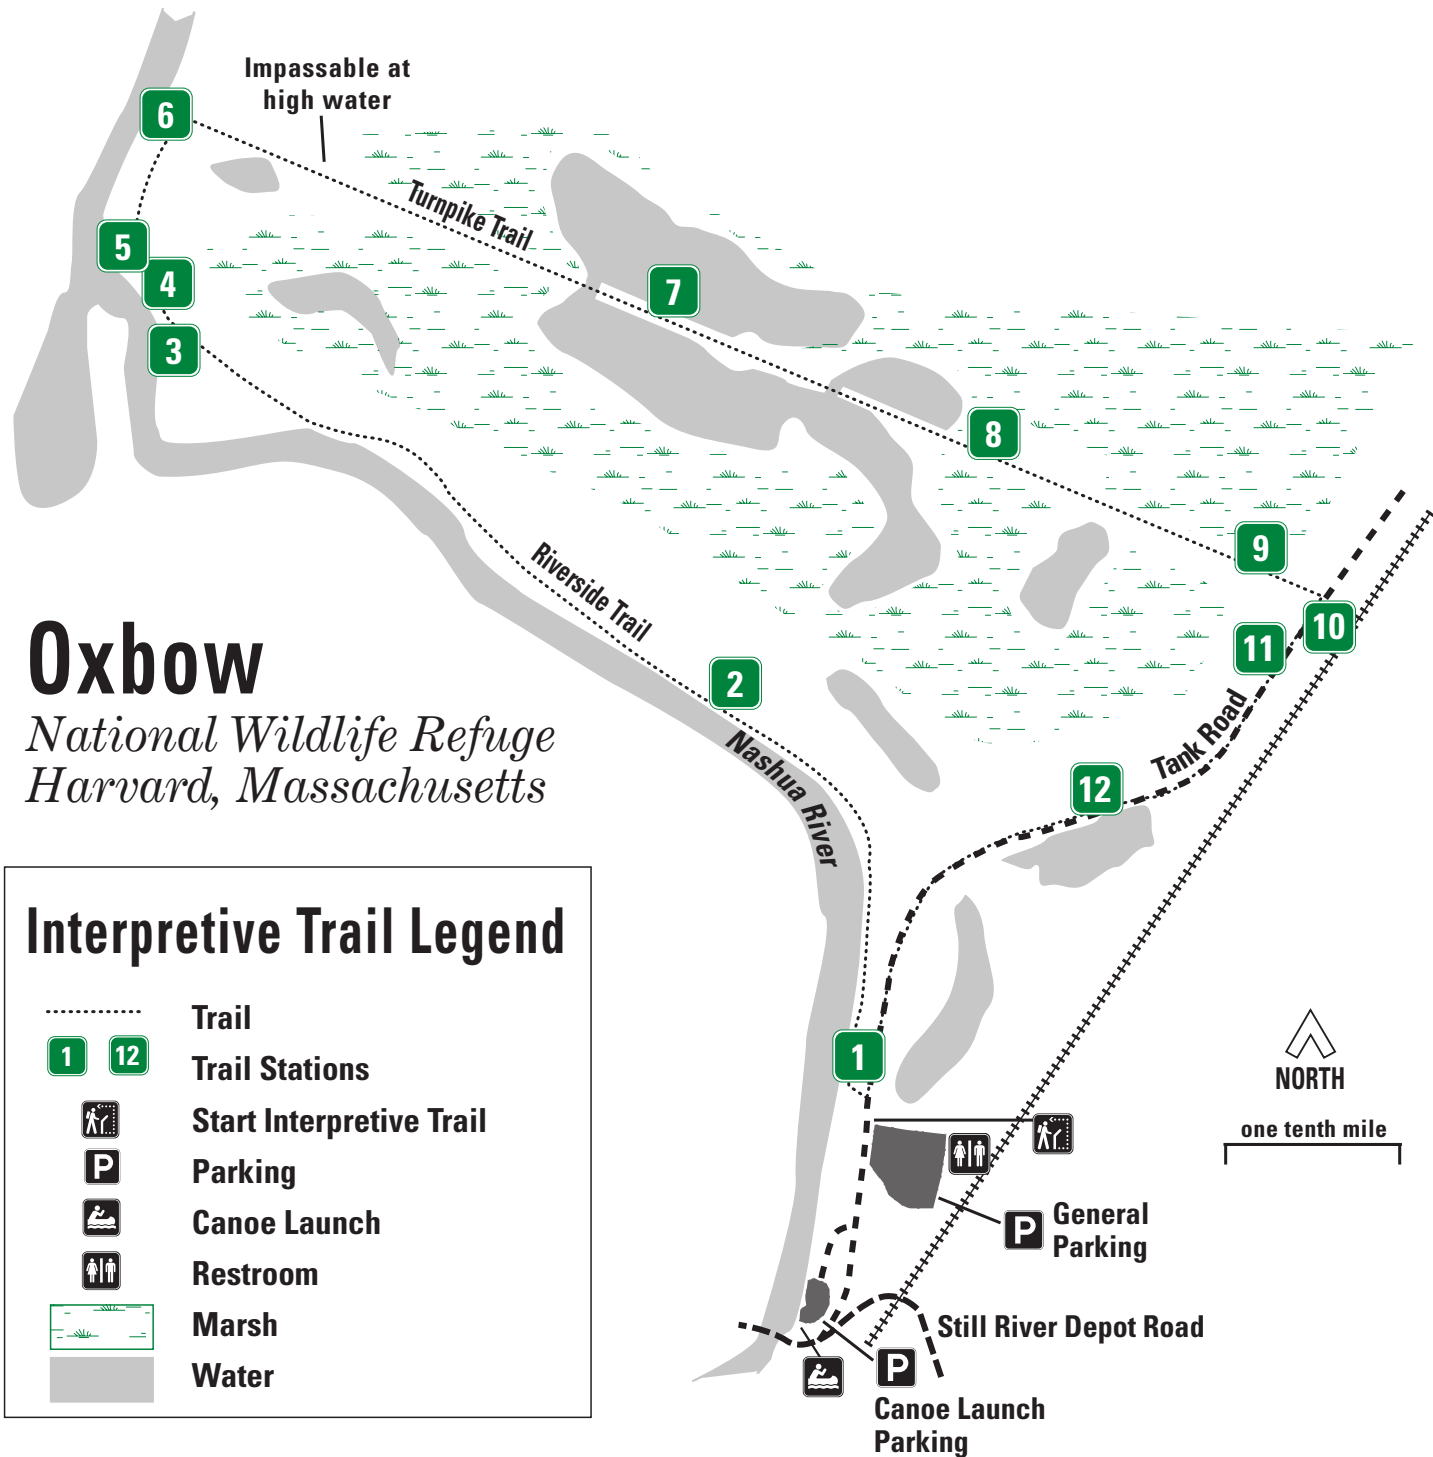 Impassable at
high water
6
Turnpike Trail
5
4
7
3
8
9
Riverside Trail
10
11
2
Oxbow
National Wildlife Refuge
Harvard, Massachusetts
Nashua River
Tank Road
12
Interpretive Trail Legend
Trail
1 12
Trail Stations
Start Interpretive Trail
P
Parking
Canoe Launch
Restroom
Marsh
Water
1
NORTH
one tenth mile
P
General
Parking
Still River Depot Road
P
Canoe Launch
Parking